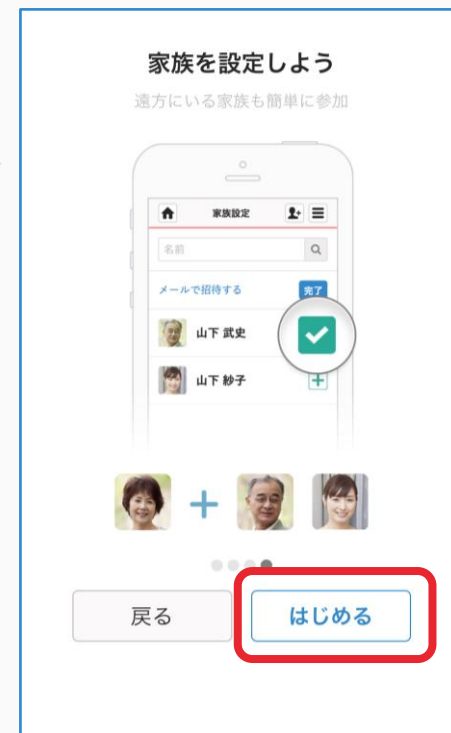 家族を設定しよう
遠方にいる家族も簡単に参加
家族設定
名前
メールで招待する
完了
山下 武史
山下 紗子
戻る
はじめる